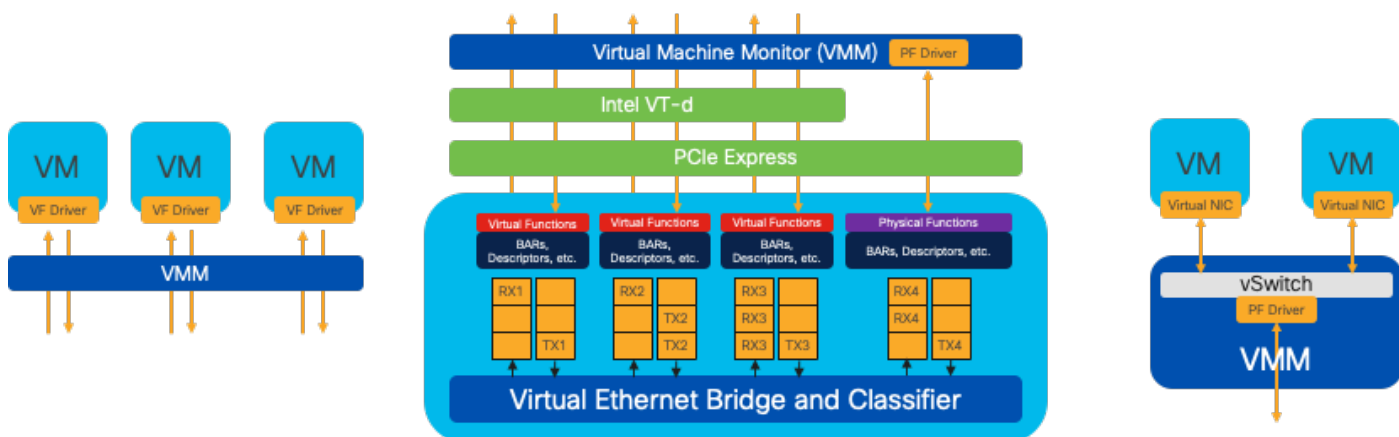 VM
VF Driver
VM
VF Driver
VM
VF Driver
VMM
Virtual Machine Monitor (VMM)
PF Driver
Intel VT-d
PCIe Express
Virtual Functions
BARs,
Descriptors, etc.
Virtual Functions
BARs,
Descriptors, etc.
Virtual Functions
BARs,
Descriptors, etc.
Physical Functions
BARs, Descriptors, etc.
RX1
TX1
RX2
TX2
TX2
RX3
RX3
RX3
TX3
RX4
RX4
TX4
Virtual Ethernet Bridge and Classifier
VM
Virtual NIC
VM
Virtual NIC
vSwitch
PF Driver
VMM